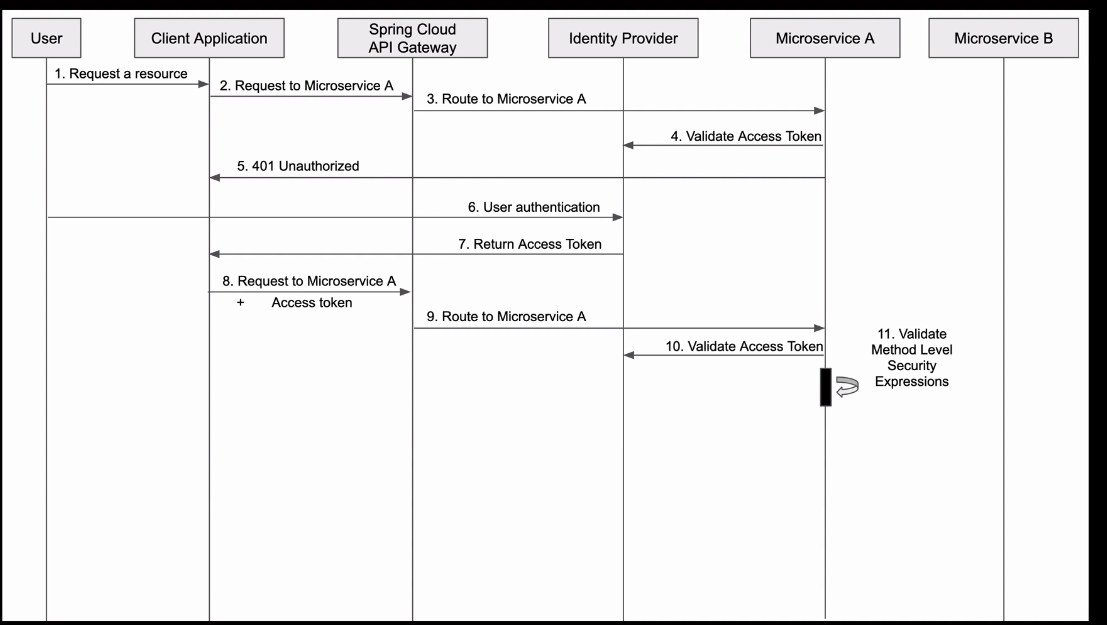 User
Client Application
Spring Cloud
API Gateway
Identity Provider
Microservice A
Microservice B
1. Request a resource
2. Request to Microservice A
3. Route to Microservice A
4. Validate Access Token
5. 401 Unauthorized
6. User authentication
7. Return Access Token
8. Request to Microservice A
+ Access token
9. Route to Microservice A
10. Validate Access Token
11. Validate
Method Level
Security
Expressions